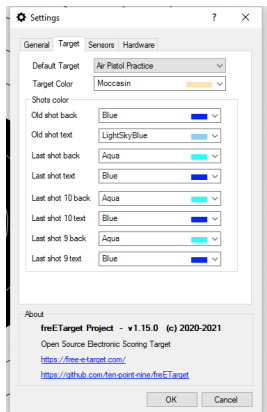 Settings
? ×
General Target Sensors Hardware
Default Target Air Pistol Practice
Target Color Moccasin
Shots color
Old shot back Blue
Old shot text LightSkyBlue
Last shot back Aqua
Last shot text Blue
Last shot 10 back Aqua
Last shot 10 text Blue
Last shot 9 back Aqua
Last shot 9 text Blue
About
freETarget Project - v1.15.0 (c) 2020-2021
Open Source Electronic Scoring Target
https://free-e-target.com/
https://github.com/ten-point-nine/freETarget
OK Cancel